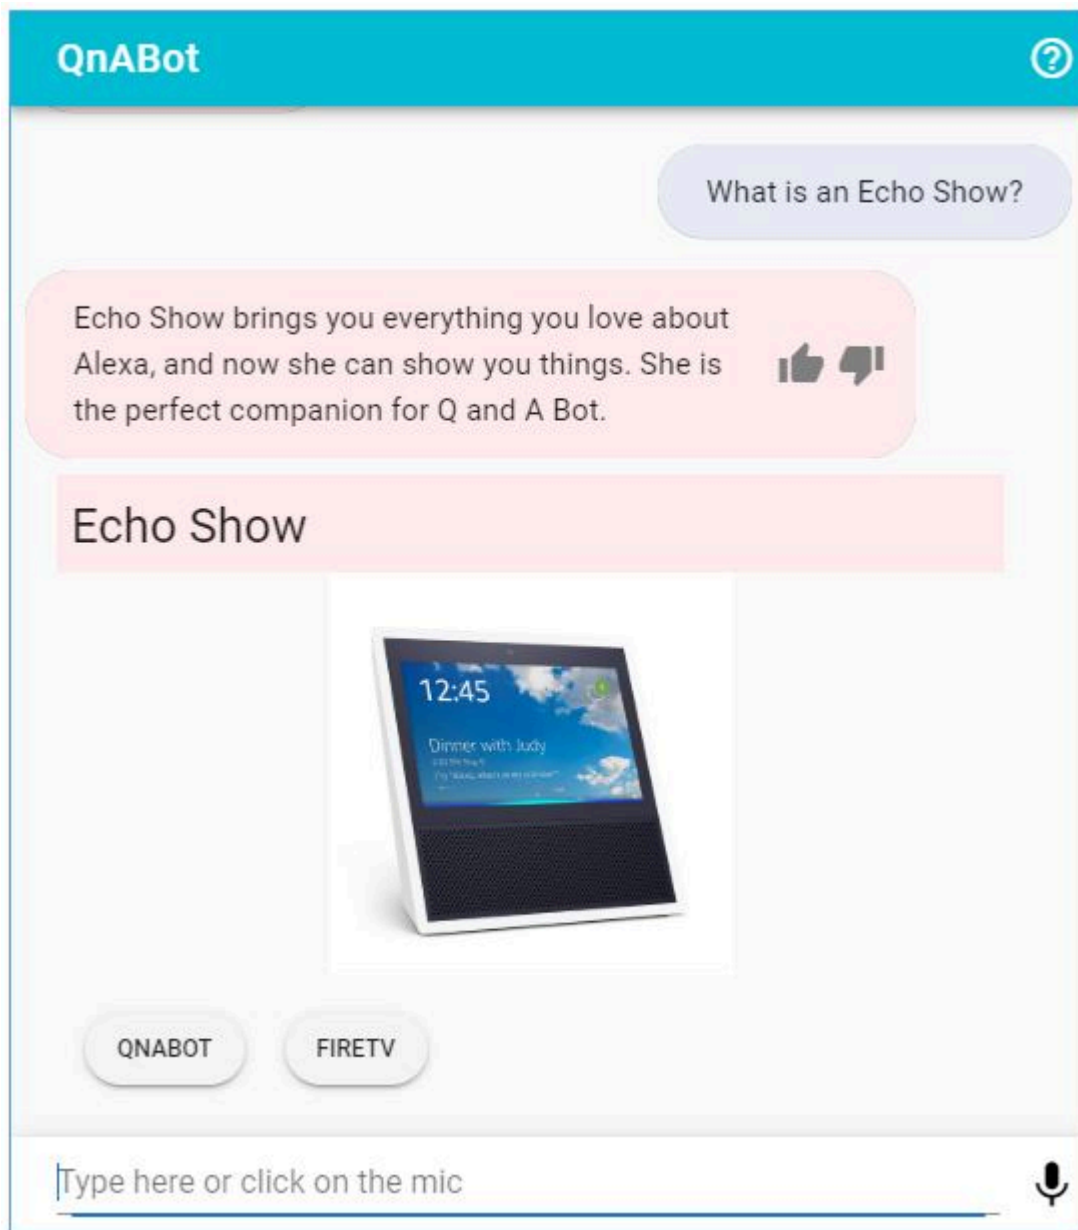 QnABot
What is an Echo Show?
Echo Show brings you everything you love about
Alexa, and now she can show you things. She is
the perfect companion for Q and A Bot.
Echo Show
12:45
Dinner with Judy
QNABOT
FIRETV
Type here or click on the mic